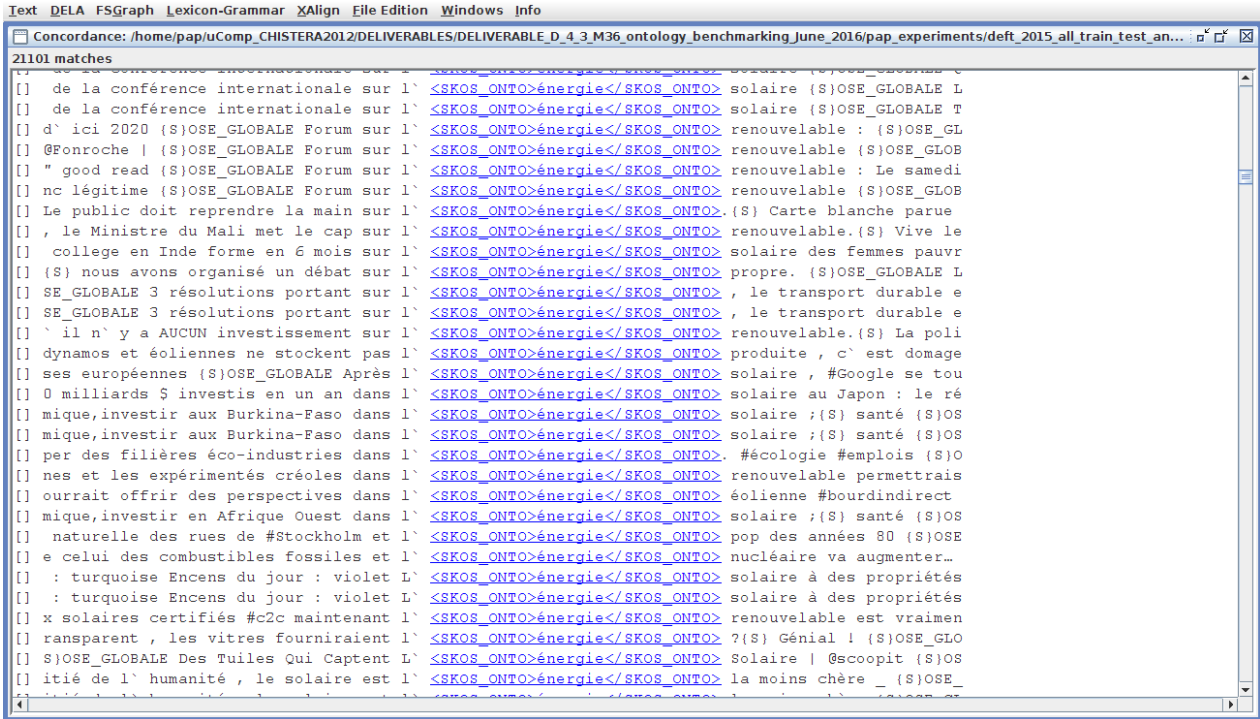 Text DELA FSGraph Lexicon-Grammar XAlign File Edition Windows Info
Concordance: /home/pap/uComp_CHISTERA2012/DELIVERABLES/DELIVERABLE_D_4_3_M36_ontology_benchmarking_June_2016/pap_experiments/deft_2015_all_train_test_an...
21101 matches
[] de la conférence internationale sur l` <SKOS_ONTO>énergie</SKOS_ONTO> solaire {S}OSE_GLOBALE
[] de la conférence internationale sur l` <SKOS_ONTO>énergie</SKOS_ONTO> solaire {S}OSE_GLOBALE L
[] de la conférence internationale sur l` <SKOS_ONTO>énergie</SKOS_ONTO> solaire {S}OSE_GLOBALE T
[] d` ici 2020 {S}OSE_GLOBALE Forum sur l` <SKOS_ONTO>énergie</SKOS_ONTO> renouvelable : {S}OSE_GL
[] @Fonroche | {S}OSE_GLOBALE Forum sur l` <SKOS_ONTO>énergie</SKOS_ONTO> renouvelable {S}OSE_GLOB
[] " good read {S}OSE_GLOBALE Forum sur l` <SKOS_ONTO>énergie</SKOS_ONTO> renouvelable : Le samedi
[] nc légitime {S}OSE_GLOBALE Forum sur l` <SKOS_ONTO>énergie</SKOS_ONTO> renouvelable {S}OSE_GLOB
[] Le public doit reprendre la main sur l` <SKOS_ONTO>énergie</SKOS_ONTO>.{S} Carte blanche parue
[] , le Ministre du Mali met le cap sur l` <SKOS_ONTO>énergie</SKOS_ONTO> renouvelable.{S} Vive le
[] college en Inde forme en 6 mois sur l` <SKOS_ONTO>énergie</SKOS_ONTO> solaire des femmes pauvr
[] {S} nous avons organisé un débat sur l` <SKOS_ONTO>énergie</SKOS_ONTO> propre. {S}OSE_GLOBALE L
[] SE_GLOBALE 3 résolutions portant sur l` <SKOS_ONTO>énergie</SKOS_ONTO> , le transport durable e
[] SE_GLOBALE 3 résolutions portant sur l` <SKOS_ONTO>énergie</SKOS_ONTO> , le transport durable e
[] ` il n` y a AUCUN investissement sur l` <SKOS_ONTO>énergie</SKOS_ONTO> renouvelable.{S} La poli
[] dynamos et éoliennes ne stockent pas l` <SKOS_ONTO>énergie</SKOS_ONTO> produite , c` est domage
[] ses européennes {S}OSE_GLOBALE Après l` <SKOS_ONTO>énergie</SKOS_ONTO> solaire , #Google se tou
[] 0 milliards $ investis en un an dans l` <SKOS_ONTO>énergie</SKOS_ONTO> solaire au Japon : le ré
[] mique,investir aux Burkina-Faso dans l` <SKOS_ONTO>énergie</SKOS_ONTO> solaire ;{S} santé {S}OS
[] mique,investir aux Burkina-Faso dans l` <SKOS_ONTO>énergie</SKOS_ONTO> solaire ;{S} santé {S}OS
[] per des filières éco-industries dans l` <SKOS_ONTO>énergie</SKOS_ONTO>. #écologie #emplois {S}O
[] nes et les expérimentés créoles dans l` <SKOS_ONTO>énergie</SKOS_ONTO> renouvelable permettrais
[] ourrait offrir des perspectives dans l` <SKOS_ONTO>énergie</SKOS_ONTO> éolienne #bourdindirect
[] mique,investir en Afrique Ouest dans l` <SKOS_ONTO>énergie</SKOS_ONTO> solaire ;{S} santé {S}OS
[] naturelle des rues de #Stockholm et l` <SKOS_ONTO>énergie</SKOS_ONTO> pop des années 80 {S}OSE
[] e celui des combustibles fossiles et l` <SKOS_ONTO>énergie</SKOS_ONTO> nucléaire va augmenter…
[] : turquoise Encens du jour : violet L` <SKOS_ONTO>énergie</SKOS_ONTO> solaire à des propriétés
[] : turquoise Encens du jour : violet L` <SKOS_ONTO>énergie</SKOS_ONTO> solaire à des propriétés
[] x solaires certifiés #c2c maintenant l` <SKOS_ONTO>énergie</SKOS_ONTO> renouvelable est vraimen
[] ransparent , les vitres fourniraient l` <SKOS_ONTO>énergie</SKOS_ONTO> ?{S} Génial ! {S}OSE_GLO
[] S}OSE_GLOBALE Des Tuiles Qui Captent L` <SKOS_ONTO>énergie</SKOS_ONTO> Solaire | @scoopit {S}OS
[] itié de l` humanité , le solaire est l` <SKOS_ONTO>énergie</SKOS_ONTO> la moins chère _ {S}OSE_